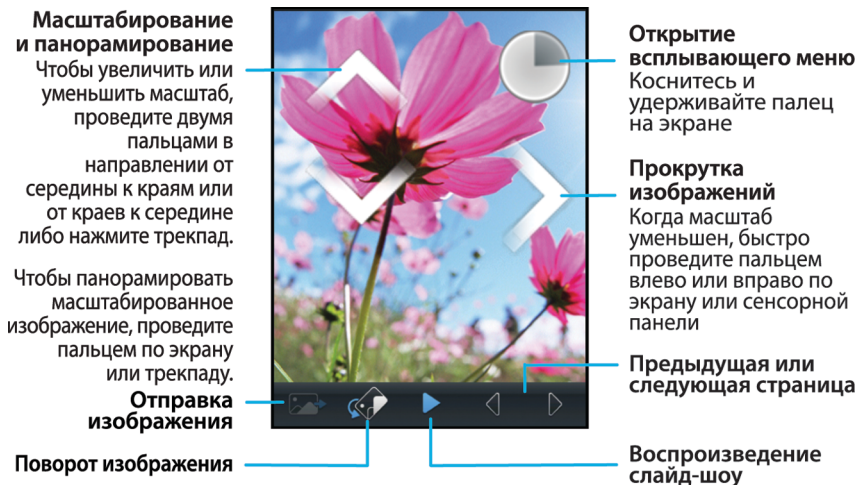 Масштабирование
и панорамирование
Чтобы увеличить или
уменьшить масштаб,
проведите двумя
пальцами в
направлении от
середины к краям или
от краев к середине
либо нажмите трекпад.
Чтобы панорамировать
масштабированное
изображение, проведите
пальцем по экрану
или трекпаду.
Отправка
изображения
Поворот изображения
Открытие
всплывающего меню
Коснитесь и
удерживайте палец
на экране
Прокрутка
изображений
Когда масштаб
уменьшен, быстро
проведите пальцем
влево или вправо по
экрану или сенсорной
панели
Предыдущая или
следующая страница
Воспроизведение
слайд-шоу